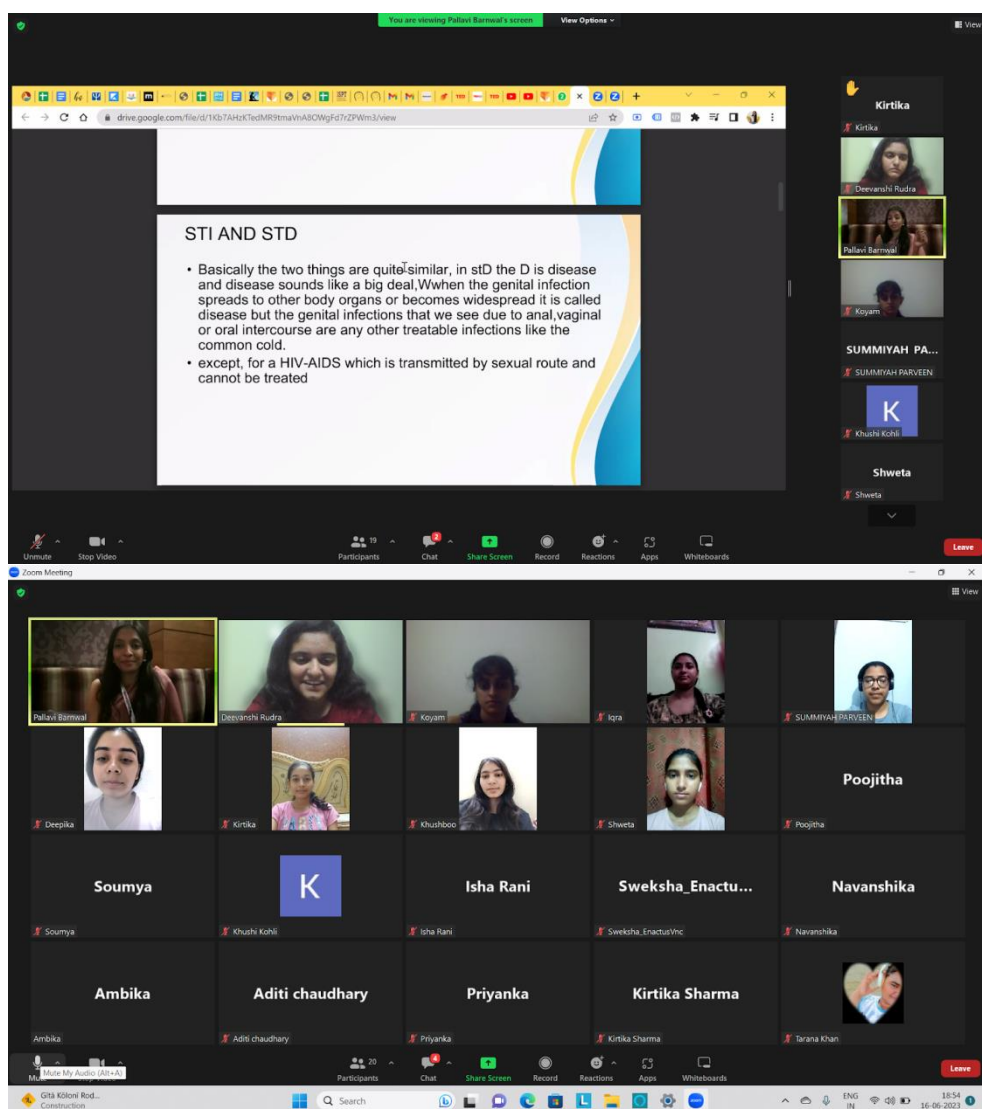 You are viewing Pallavi Barnwal's screen
View Options
View
drive.google.com/file/d/1Kb7AHzKTedMR9tmaVnA8OWgFd7rZPWm3/view
STI AND STD
• Basically the two things are quite similar, in stD the D is disease
and disease sounds like a big deal,Wwhen the genital infection
spreads to other body organs or becomes widespread it is called
disease but the genital infections that we see due to anal,vaginal
or oral intercourse are any other treatable infections like the
common cold.
• except, for a HIV-AIDS which is transmitted by sexual route and
cannot be treated
Kirtika
Kirtika
Deevanshi Rudra
Pallavi Barnwal
Koyam
SUMMIYAH PA...
SUMMIYAH PARVEEN
K
Khushi Kohli
Shweta
Shweta
Unmute
Stop Video
19
Participants
2
Chat
Share Screen
Record
Reactions
Apps
Whiteboards
Leave
Zoom Meeting
View
Pallavi Barnwal
Deevanshi Rudra
Koyam
Iqra
SUMMIYAH PARVEEN
Deepika
Kirtika
Khushboo
Shweta
Poojitha
Poojitha
Soumya
Soumya
K
Khushi Kohli
Isha Rani
Isha Rani
Sweksha_Enactu...
Sweksha_EnactusVnc
Navanshika
Navanshika
Ambika
Ambika
Aditi chaudhary
Aditi chaudhary
Priyanka
Priyanka
Kirtika Sharma
Kirtika Sharma
Tarana Khan
Mute My Audio (Alt+A)
20
Participants
4
Chat
Share Screen
Record
Reactions
Apps
Whiteboards
Leave
Gita Koloni Rod...
Construction
Search
ENG
IN
18:54
16-06-2023